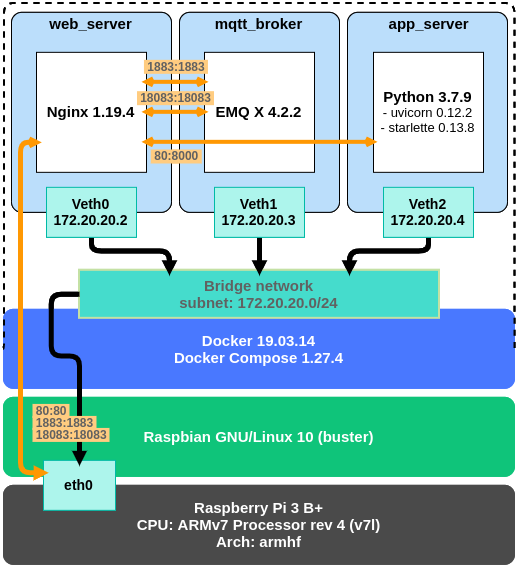 web_server
mqtt_broker
app_server
1883:1883
18083:18083
Nginx 1.19.4
EMQ X 4.2.2
Python 3.7.9
- uvicorn 0.12.2
- starlette 0.13.8
80:8000
Veth0
172.20.20.2
Veth1
172.20.20.3
Veth2
172.20.20.4
Bridge network
subnet: 172.20.20.0/24
Docker 19.03.14
Docker Compose 1.27.4
80:80
1883:1883
18083:18083
Raspbian GNU/Linux 10 (buster)
eth0
Raspberry Pi 3 B+
CPU: ARMv7 Processor rev 4 (v7l)
Arch: armhf